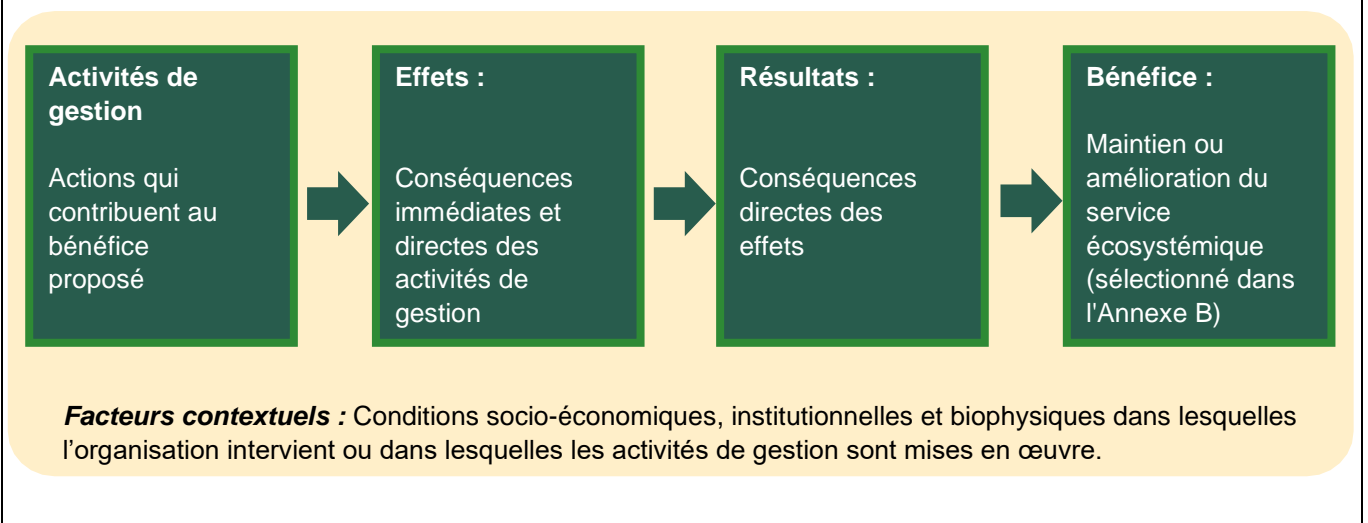 Activités de
gestion
Actions qui
contribuent au
bénéfice
proposé
Effets :
Conséquences
immédiates et
directes des
activités de
gestion
Résultats :
Conséquences
directes des
effets
Bénéfice :
Maintien ou
amélioration du
service
écosystémique
(sélectionné dans
l'Annexe B)
Facteurs contextuels : Conditions socio-économiques, institutionnelles et biophysiques dans lesquelles
l’organisation intervient ou dans lesquelles les activités de gestion sont mises en œuvre.